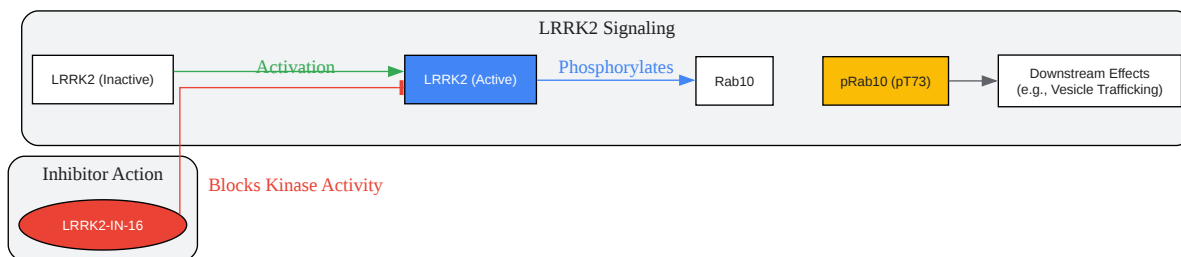 LRRK2 Signaling
LRRK2 (Inactive)
Activation
LRRK2 (Active)
Phosphorylates
Rab10
pRab10 (pT73)
Downstream Effects
(e.g., Vesicle Trafficking)
Inhibitor Action
Blocks Kinase Activity
LRRK2-IN-16